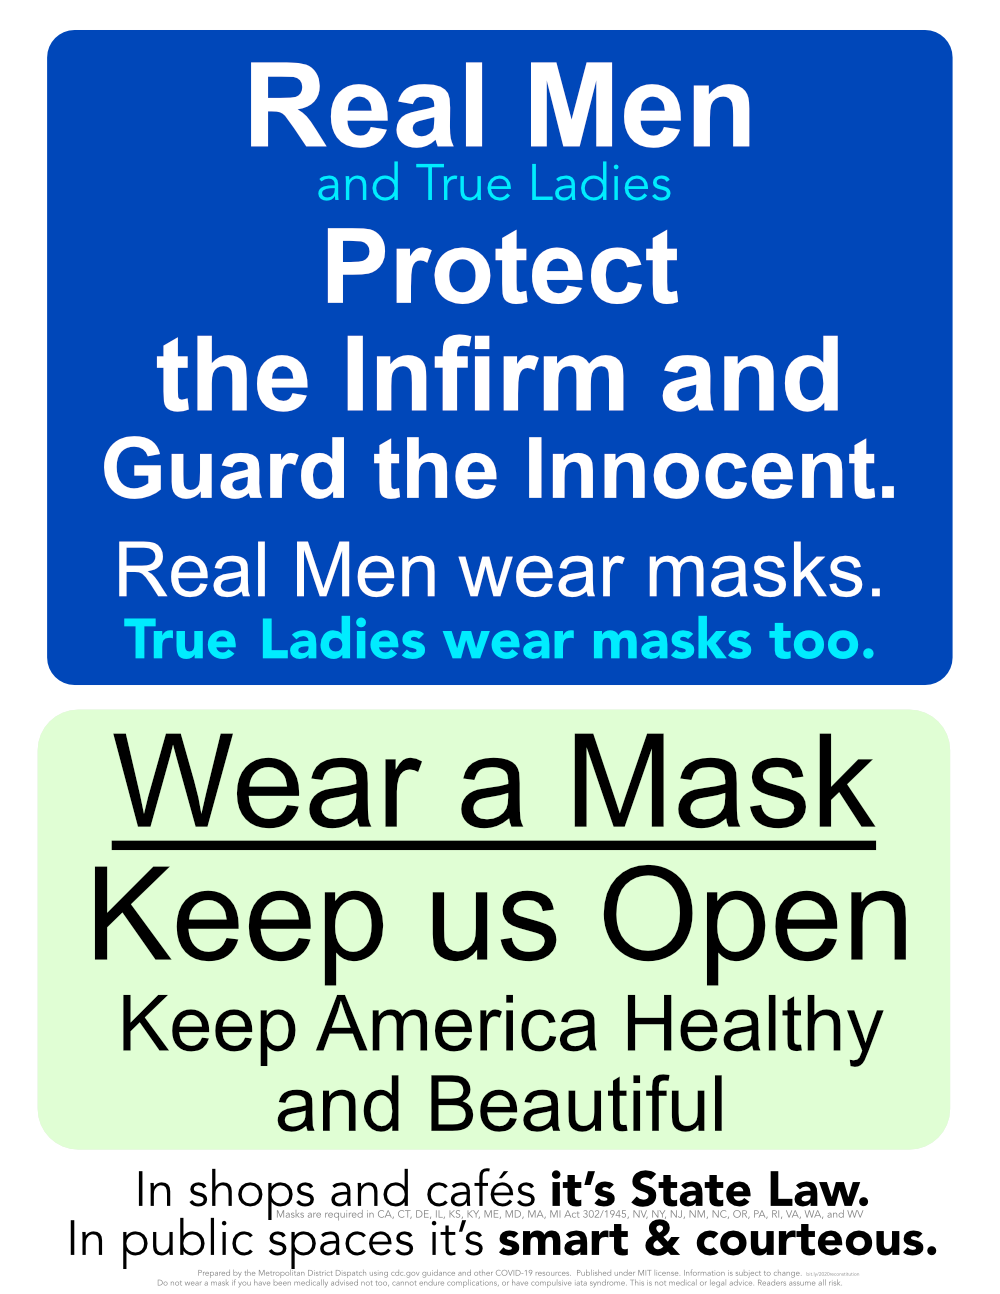 Real Men
and True Ladies
Protect
the Infirm and
Guard the Innocent.
Real Men wear masks.
True Ladies wear masks too.
Wear a Mask
Keep us Open
Keep America Healthy
and Beautiful
In shops and cafés it’s State Law.
Masks are required in CA, CT, DE, IL, KS, KY, ME, MD, MA, MI Act 302/1945, NV, NY, NJ, NM, NC, OR, PA, RI, VA, WA, and WV
In public spaces it’s smart & courteous.
Prepared by the Metropolitan District Dispatch using cdc.gov guidance and other COVID-19 resources. Published under MIT license. Information is subject to change.
Do not wear a mask if you have been medically advised not too, cannot endure complications, or have compulsive iata syndrome. This is not medical or legal advice. Readers assume all risk.